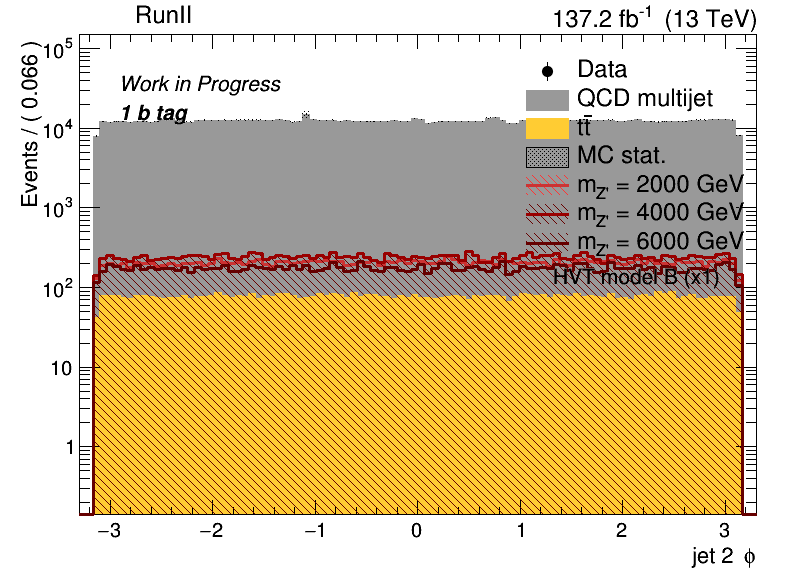 RunII 137.2 fb⁻¹ (13 TeV)
Events / ( 0.066 )
10⁵
10⁴
10³
10²
10
1
Work in Progress
1 b tag
Data
QCD multijet
tt̄
MC stat.
m_Z' = 2000 GeV
m_Z' = 4000 GeV
m_Z' = 6000 GeV
HVT model B (x1)
−3 −2 −1 0 1 2 3
jet 2 ϕ